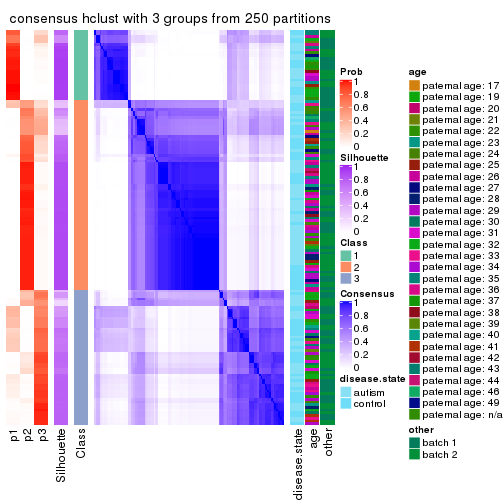 consensus hclust with 3 groups from 250 partitions
p1
p2
p3
Silhouette
Class
disease.state
age
other
Prob
1
0.8
0.6
0.4
0.2
0
Silhouette
1
0.8
0.6
0.4
0.2
0
Class
1
2
3
Consensus
1
0.8
0.6
0.4
0.2
0
disease.state
autism
control
age
paternal age: 17
paternal age: 19
paternal age: 20
paternal age: 21
paternal age: 22
paternal age: 23
paternal age: 24
paternal age: 25
paternal age: 26
paternal age: 27
paternal age: 28
paternal age: 29
paternal age: 30
paternal age: 31
paternal age: 32
paternal age: 33
paternal age: 34
paternal age: 35
paternal age: 36
paternal age: 37
paternal age: 38
paternal age: 39
paternal age: 40
paternal age: 41
paternal age: 42
paternal age: 43
paternal age: 44
paternal age: 46
paternal age: 49
paternal age: n/a
other
batch 1
batch 2